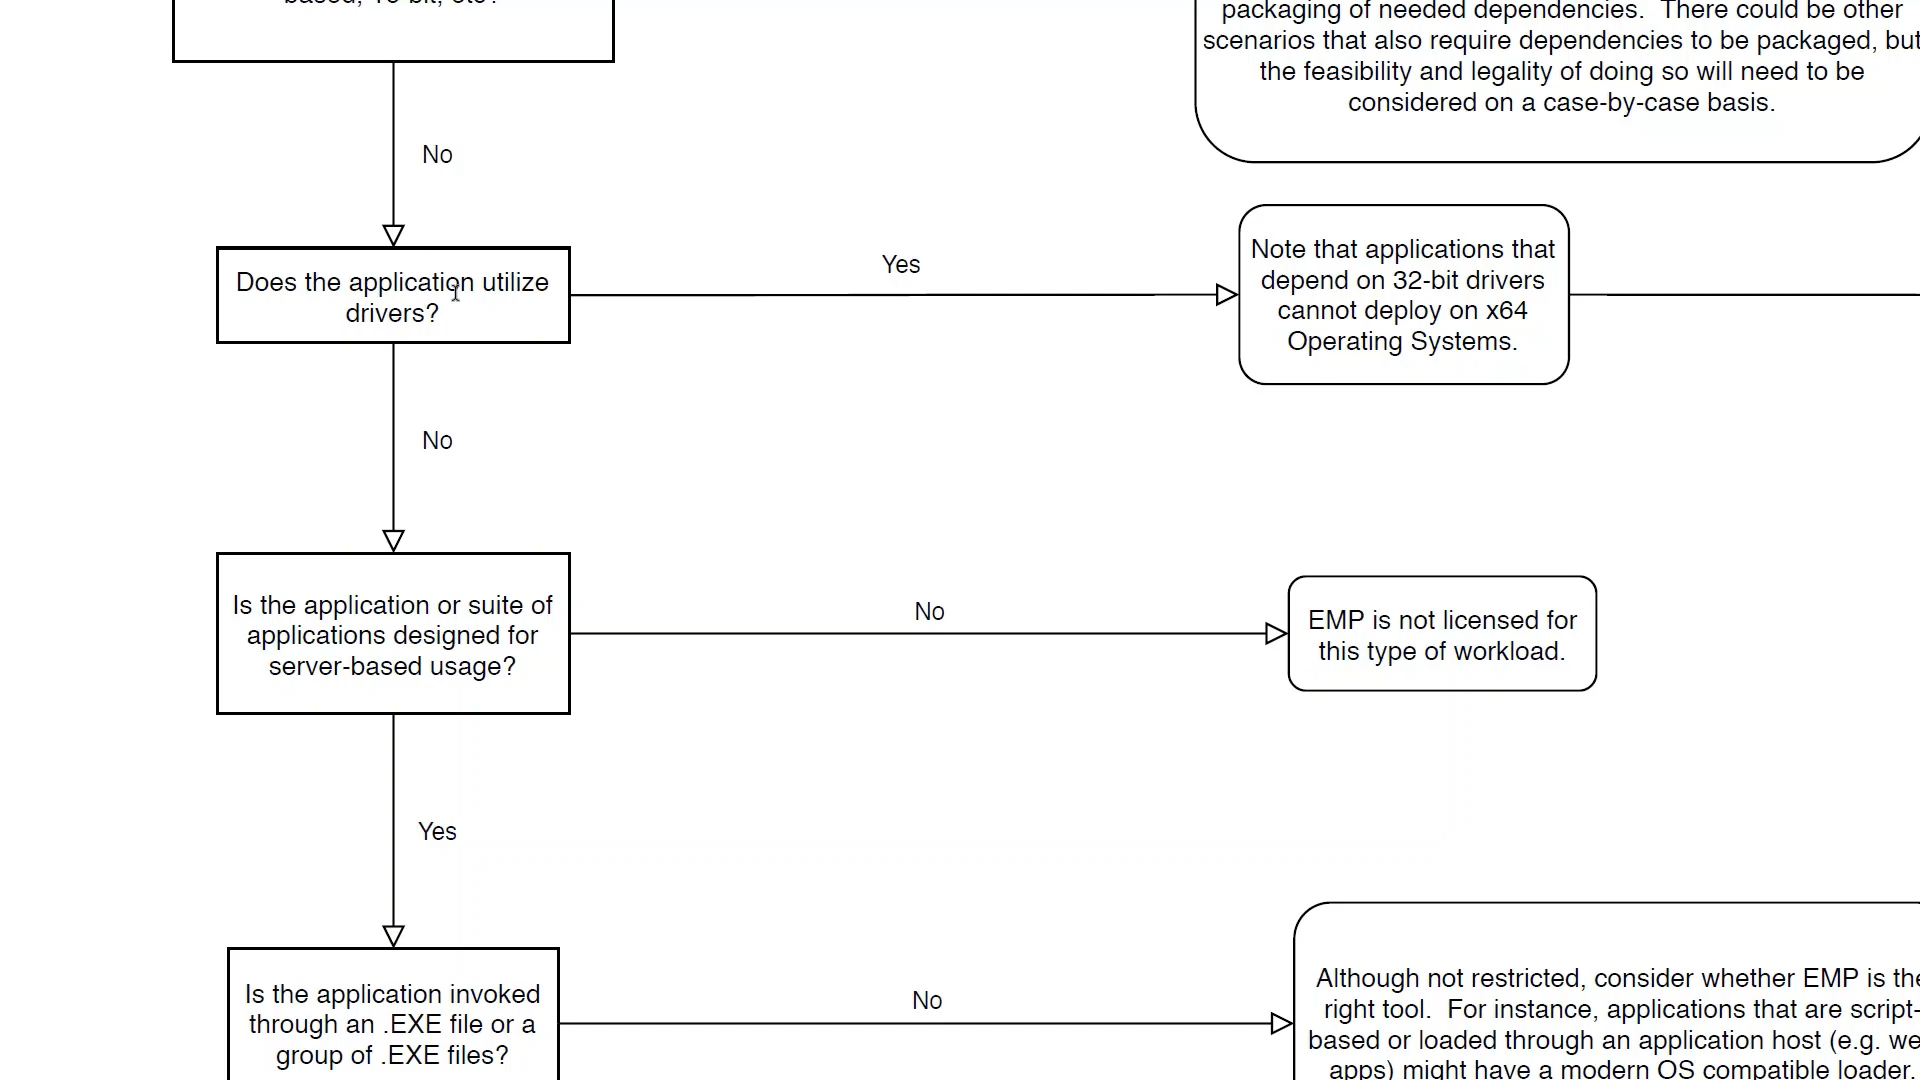 based, 16-bit, etc?
packaging of needed dependencies.  There could be other
scenarios that also require dependencies to be packaged, but
the feasibility and legality of doing so will need to be
considered on a case-by-case basis.
No
Does the application utilize
drivers?
Yes
Note that applications that
depend on 32-bit drivers
cannot deploy on x64
Operating Systems.
No
Is the application or suite of
applications designed for
server-based usage?
No
EMP is not licensed for
this type of workload.
Yes
Is the application invoked
through an .EXE file or a
group of .EXE files?
No
Although not restricted, consider whether EMP is the
right tool.  For instance, applications that are script-
based or loaded through an application host (e.g. we
apps) might have a modern OS compatible loader.